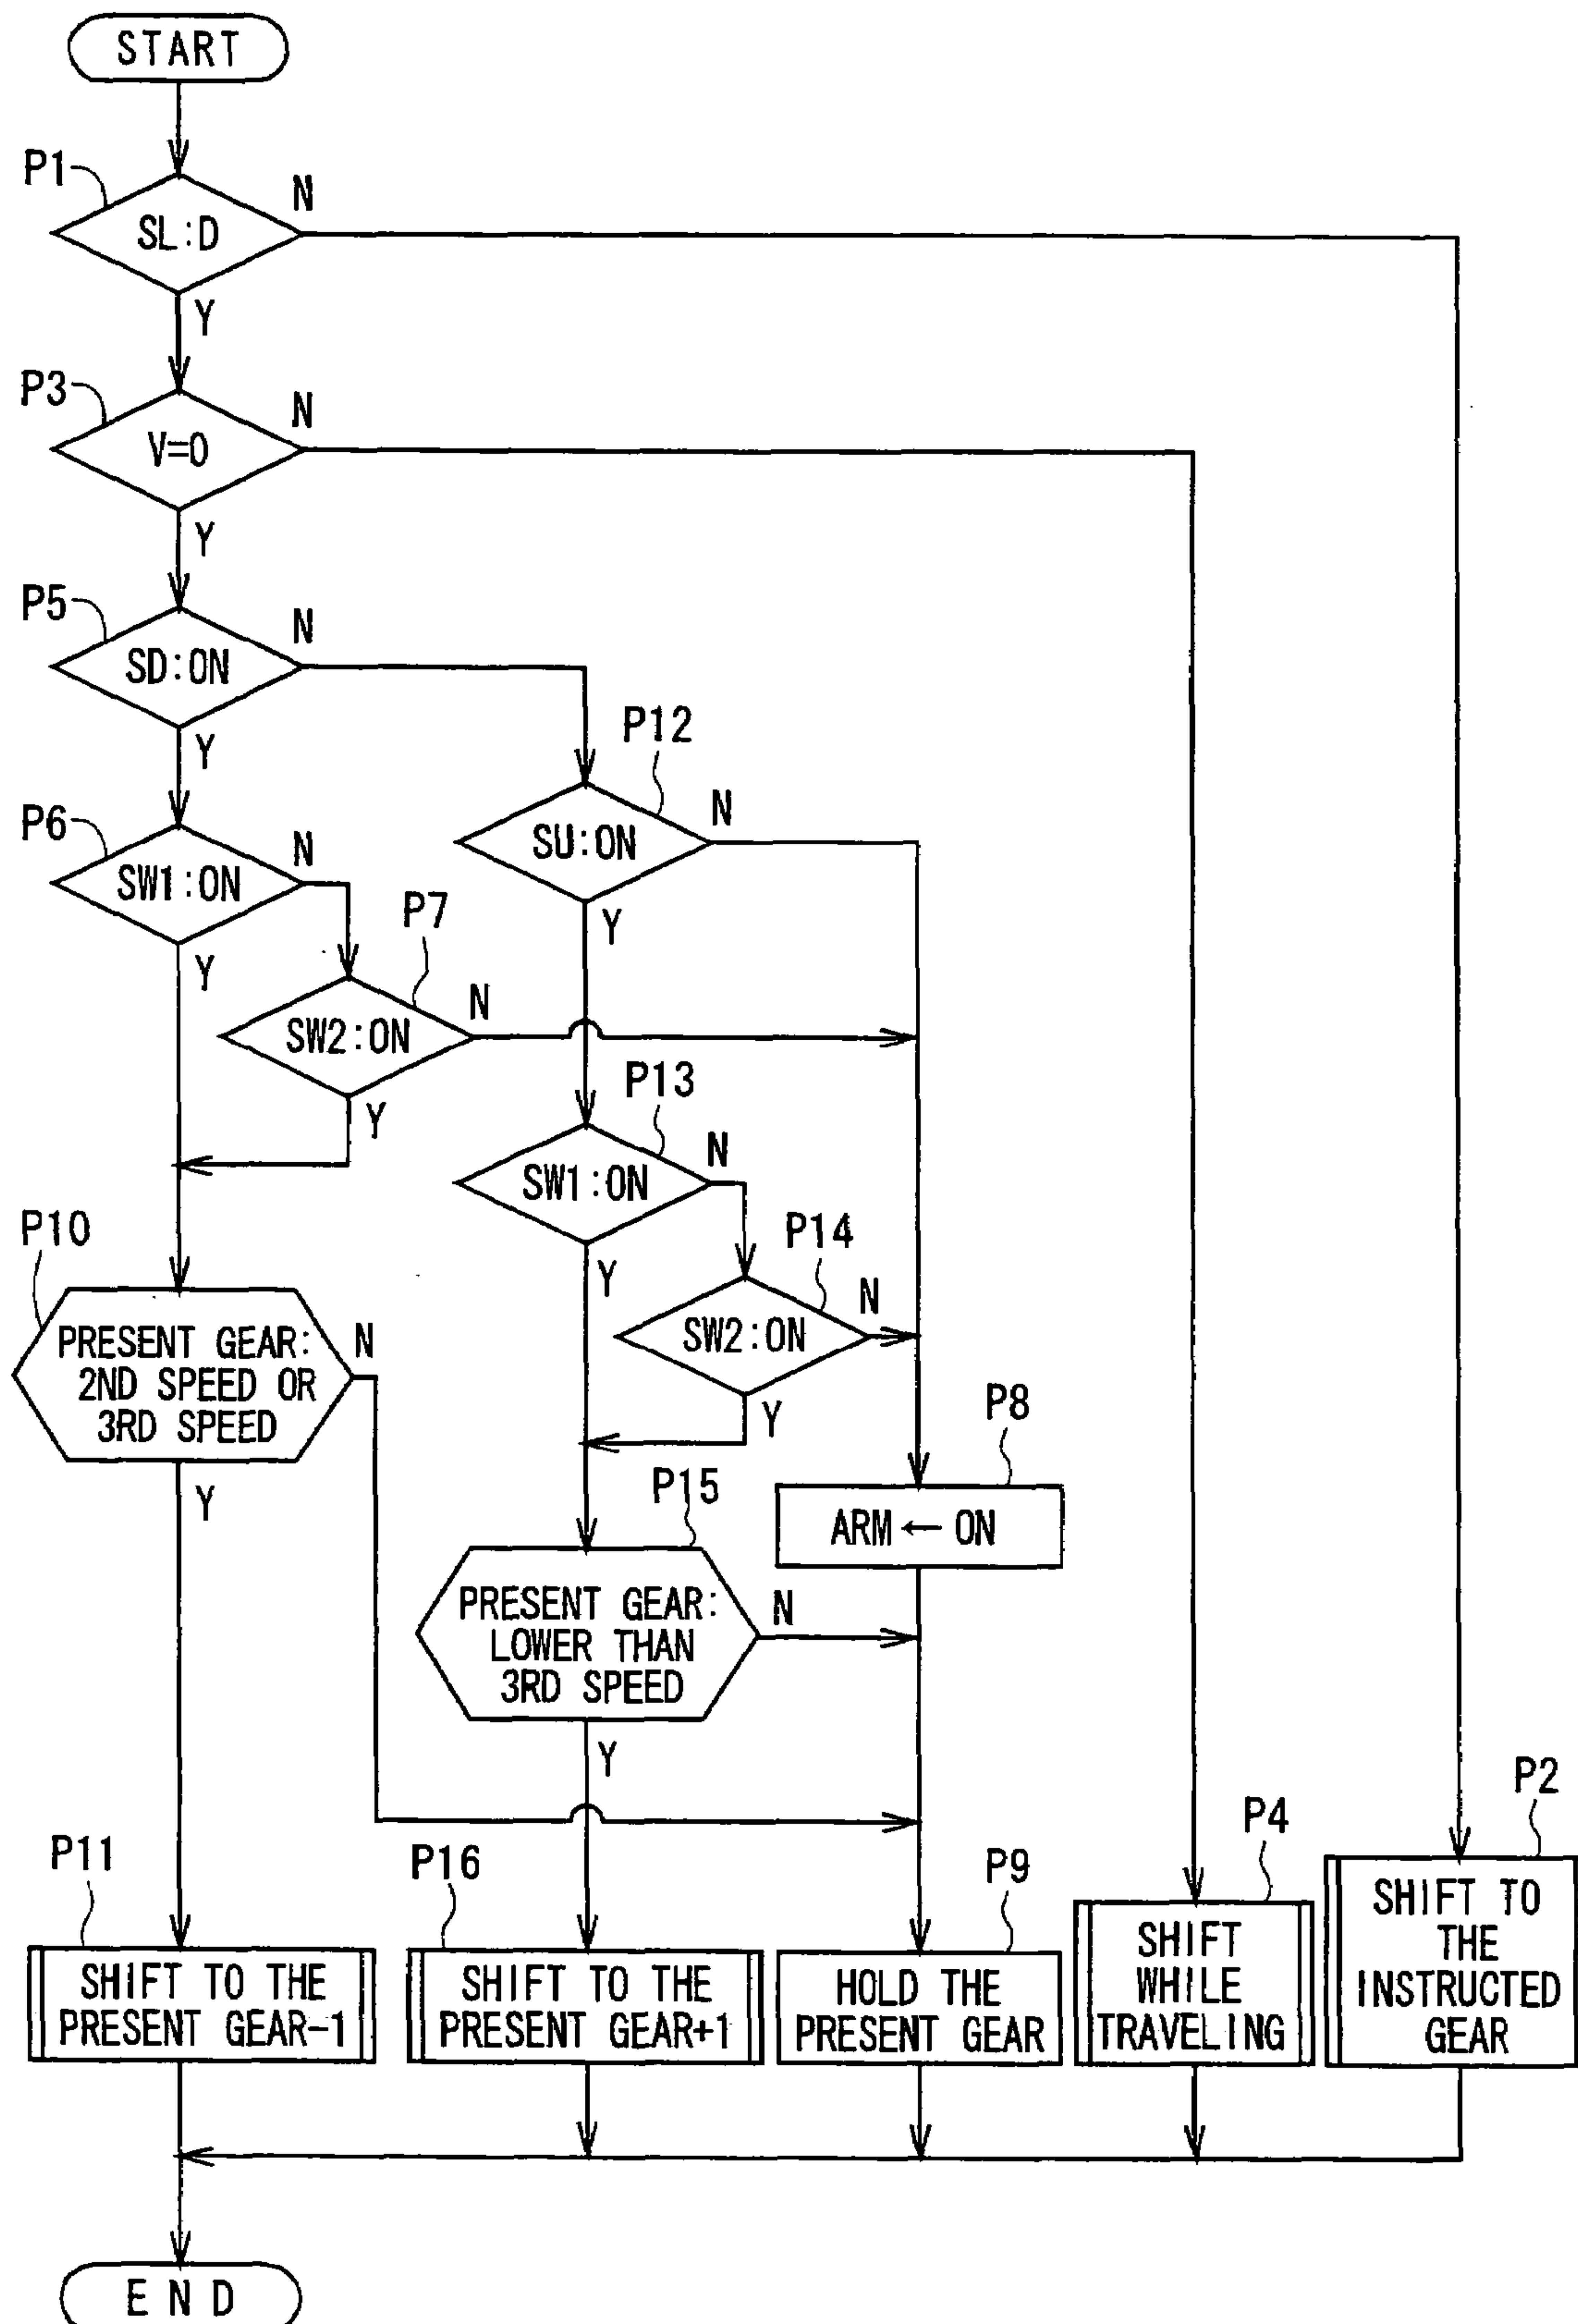 START
P1
SL:D
N
Y
P3
V=0
N
Y
P5
SD:ON
N
Y
P12
SU:ON
N
Y
P6
SW1:ON
N
Y
P7
SW2:ON
N
Y
P13
SW1:ON
N
Y
P14
SW2:ON
N
Y
P10
PRESENT GEAR:
2ND SPEED OR
3RD SPEED
N
Y
P8
ARM ← ON
P15
PRESENT GEAR:
LOWER THAN
3RD SPEED
N
Y
P11
SHIFT TO THE
PRESENT GEAR-1
P16
SHIFT TO THE
PRESENT GEAR+1
P9
HOLD THE
PRESENT GEAR
P4
SHIFT
WHILE
TRAVELING
P2
SHIFT TO
THE
INSTRUCTED
GEAR
END